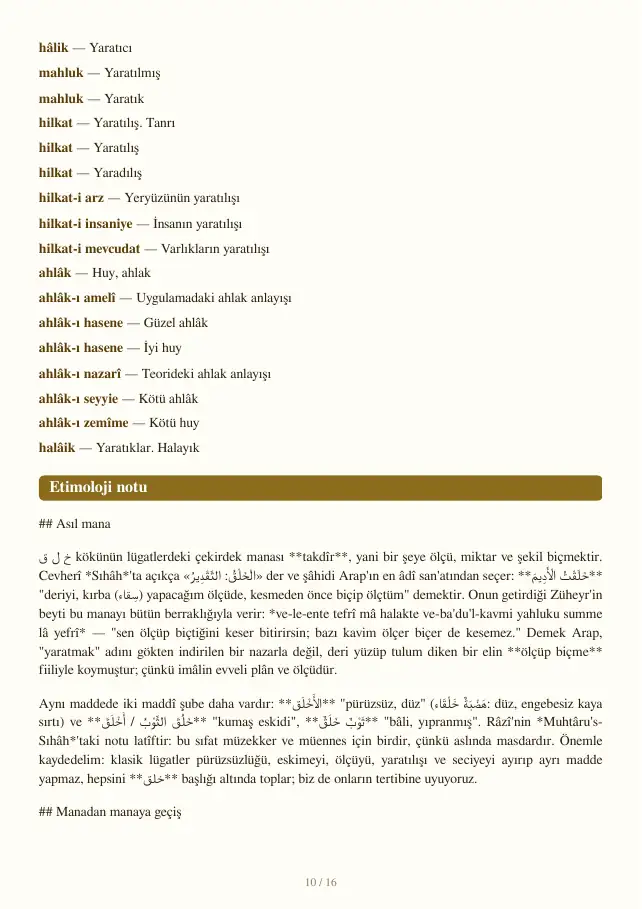 hâlik — Yaratıcı
mahluk — Yaratılmış
mahluk — Yaratık
hilkat — Yaratılış. Tanrı
hilkat — Yaratılış
hilkat — Yaradılış
hilkat-i arz — Yeryüzünün yaratılışı
hilkat-i insaniye — İnsanın yaratılışı
hilkat-i mevcudat — Varlıkların yaratılışı
ahlâk — Huy, ahlak
ahlâk-ı amelî — Uygulamadaki ahlak anlayışı
ahlâk-ı hasene — Güzel ahlâk
ahlâk-ı hasene — İyi huy
ahlâk-ı nazarî — Teorideki ahlak anlayışı
ahlâk-ı seyyie — Kötü ahlâk
ahlâk-ı zemîme — Kötü huy
halâik — Yaratıklar. Halayık
Etimoloji notu
## Asıl mana
خ ل ق kökünün lügatlerdeki çekirdek manası **takdîr**, yani bir şeye ölçü, miktar ve şekil biçmektir.
Cevherî *Sıhâh*'ta açıkça «الْخَلْقُ: التَّقْدِيرُ» der ve şâhidi Arap'ın en âdî san'atından seçer: **خَلَقْتُ الْأَدِيمَ**
"deriyi, kırba (سِقاء) yapacağım ölçüde, kesmeden önce biçip ölçtüm" demektir. Onun getirdiği Züheyr'in
beyti bu manayı bütün berraklığıyla verir: *ve-le-ente tefrî mâ halakte ve-ba'du'l-kavmi yahluku summe
lâ yefrî* — "sen ölçüp biçtiğini keser bitirirsin; bazı kavim ölçer biçer de kesemez." Demek Arap,
"yaratmak" adını gökten indirilen bir nazarla değil, deri yüzüp tulum diken bir elin **ölçüp biçme**
fiiliyle koymuştur; çünkü imâlin evveli plân ve ölçüdür.
Aynı maddede iki maddî şube daha vardır: **الأَخْلَق** "pürüzsüz, düz" (هَضْبَةٌ خَلْقَاء: düz, engebesiz kaya
sırtı) ve **خَلُقَ الثَّوْبُ / أَخْلَقَ** "kumaş eskidi", **ثَوْبٌ خَلَقٌ** "bâli, yıpranmış". Râzî'nin *Muhtâru's-
Sıhâh*'taki notu latîftir: bu sıfat müzekker ve müennes için birdir, çünkü aslında masdardır. Önemle
kaydedelim: klasik lügatler pürüzsüzlüğü, eskimeyi, ölçüyü, yaratılışı ve seciyeyi ayırıp ayrı madde
yapmaz, hepsini **خلق** başlığı altında toplar; biz de onların tertibine uyuyoruz.
## Manadan manaya geçiş
10 / 16